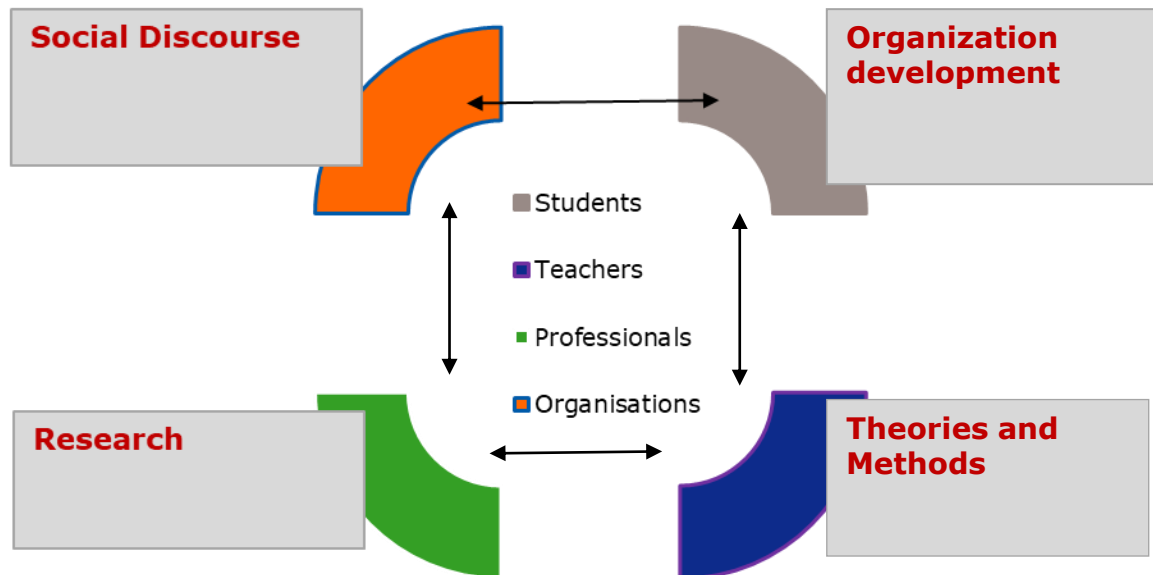 Social Discourse
Organization
development
Students
Teachers
Professionals
Organisations
Research
Theories and
Methods